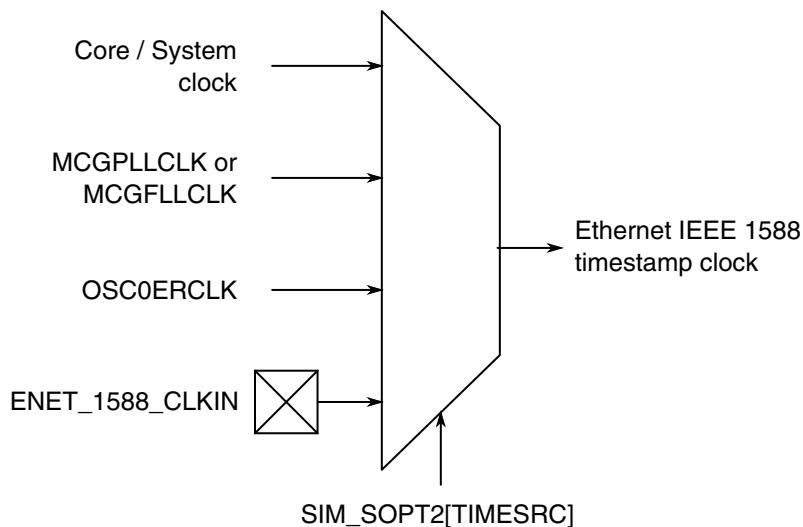 Core / System
clock
MCGPLLCLK or
MCGFLLCLK
Ethernet IEEE 1588
timestamp clock
OSC0ERCLK
ENET_1588_CLKIN
SIM_SOPT2[TIMESRC]